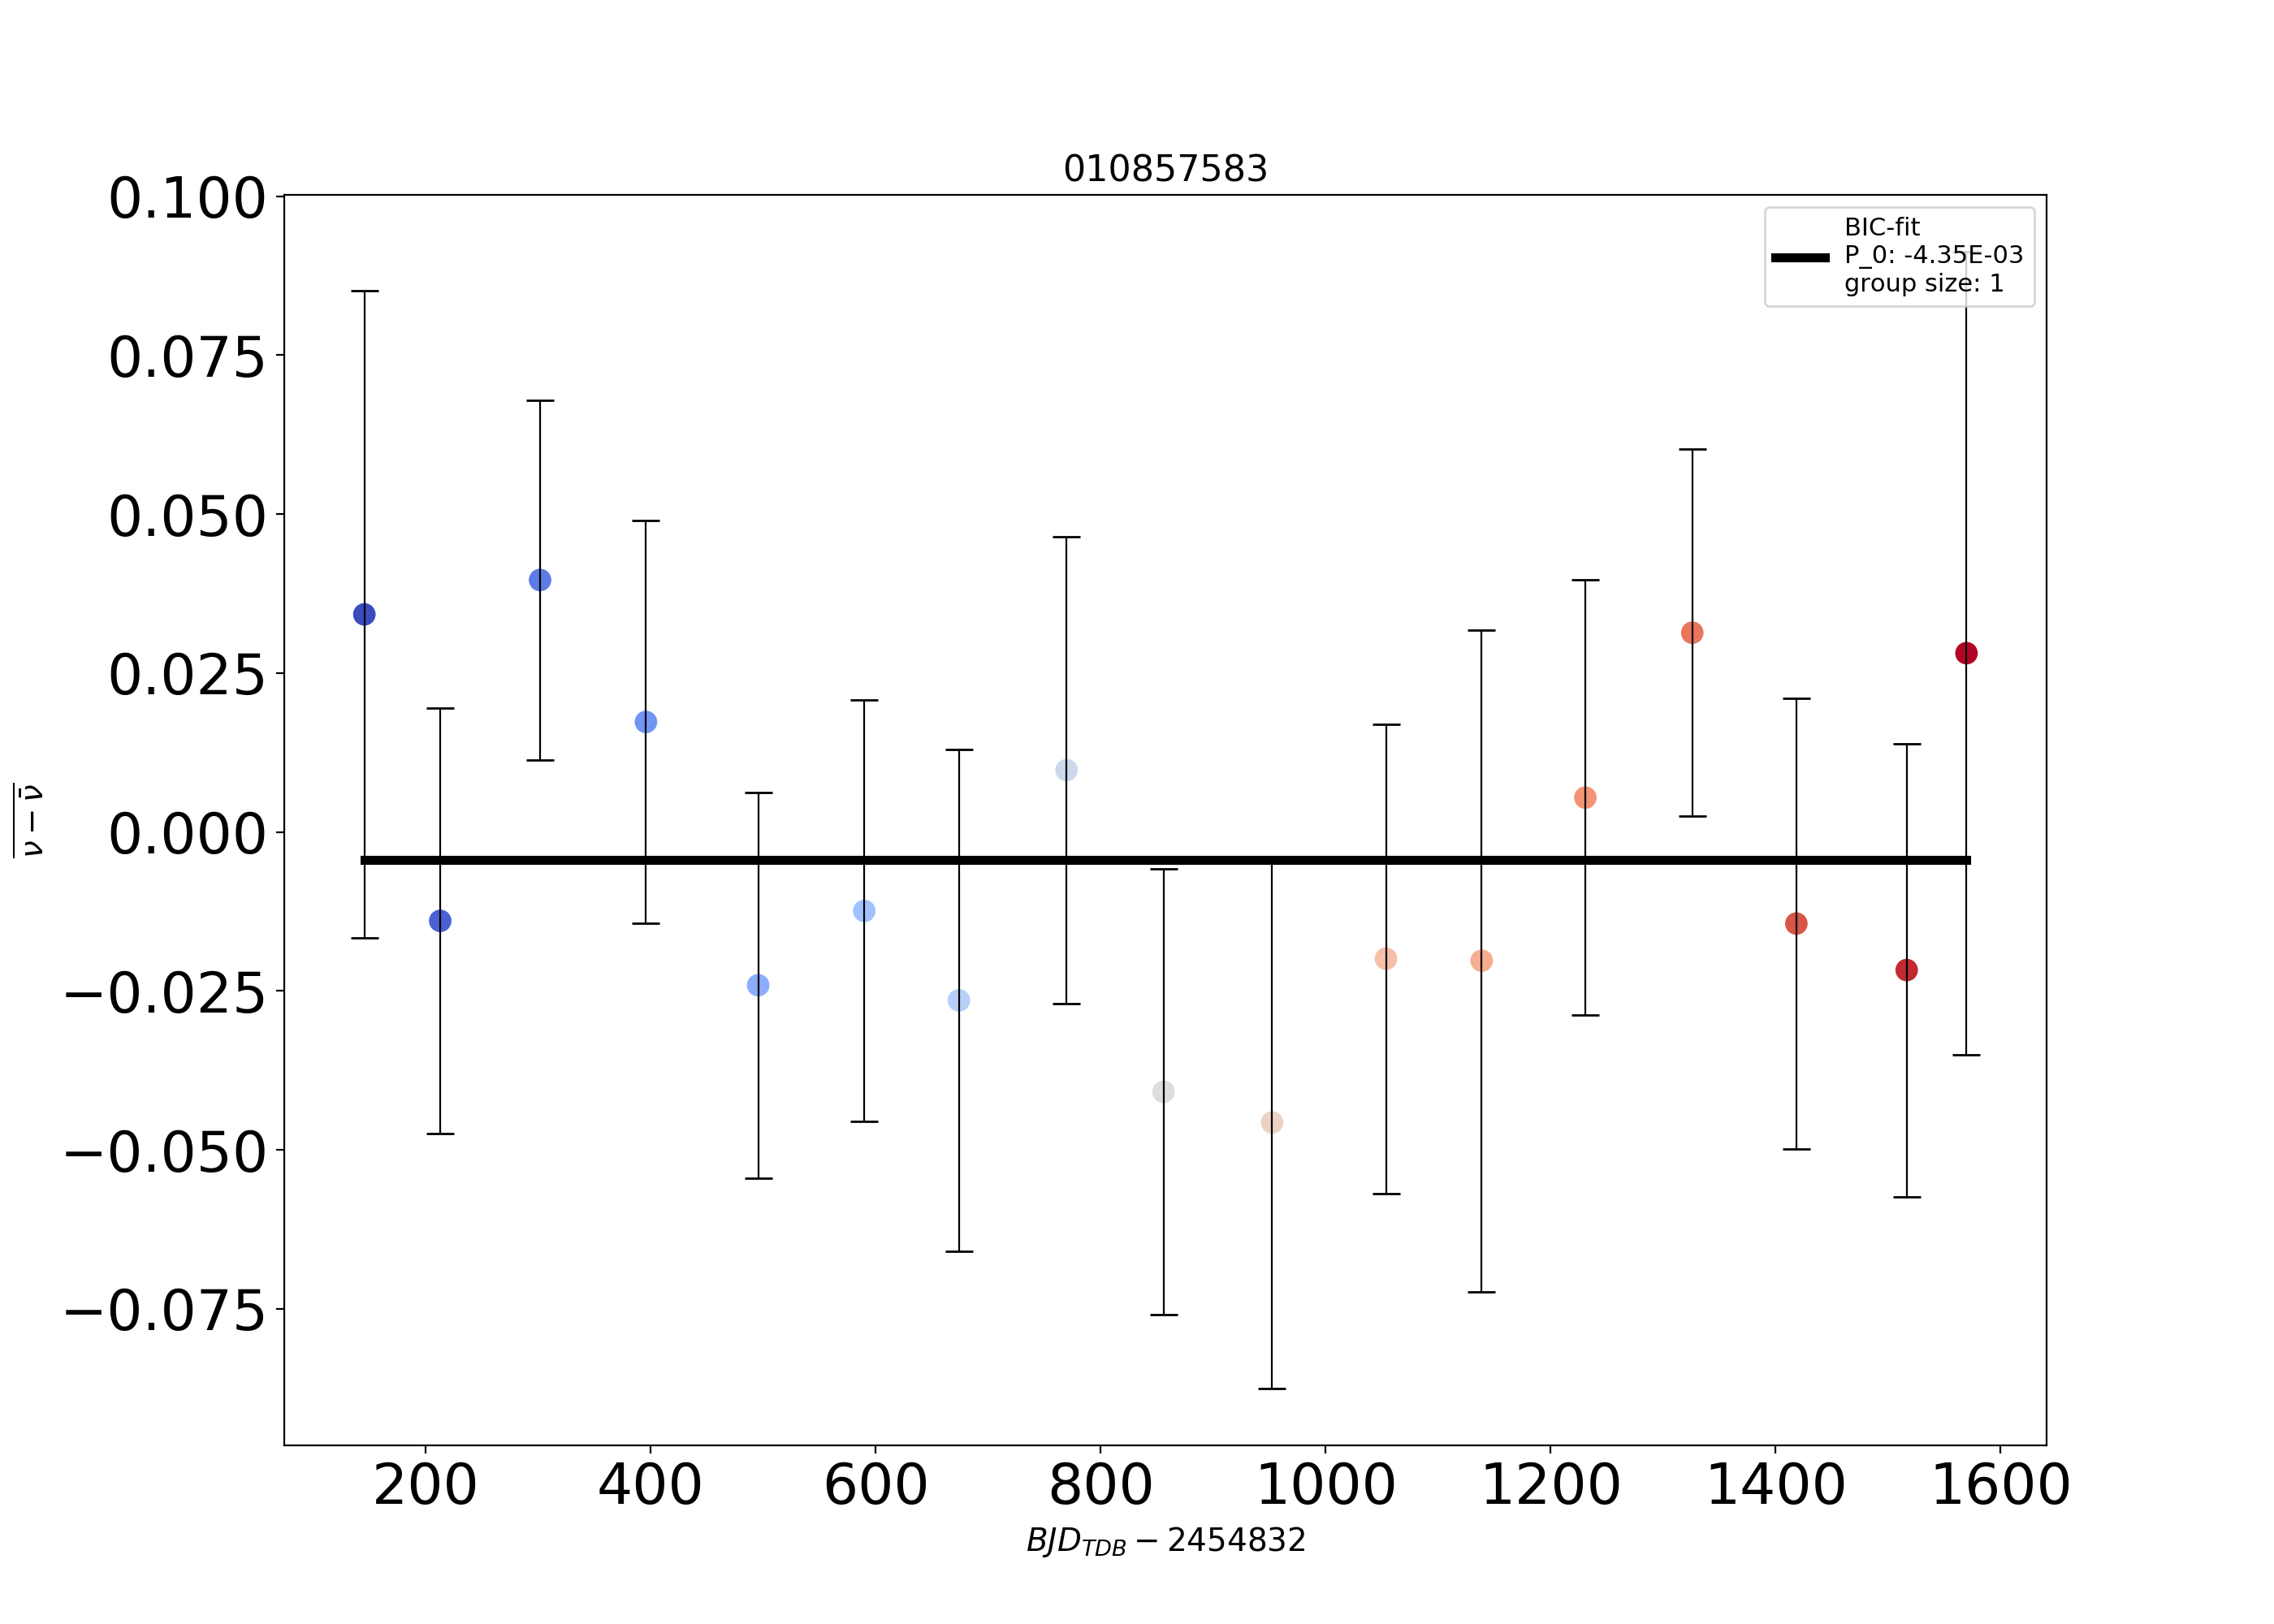 010857583
0.100
0.075
0.050
0.025
0.000
−0.025
−0.050
−0.075
BIC-fit
P_0: -4.35E-03
group size: 1
ν − ν̄
200 400 600 800 1000 1200 1400 1600
BJD_TDB − 2454832